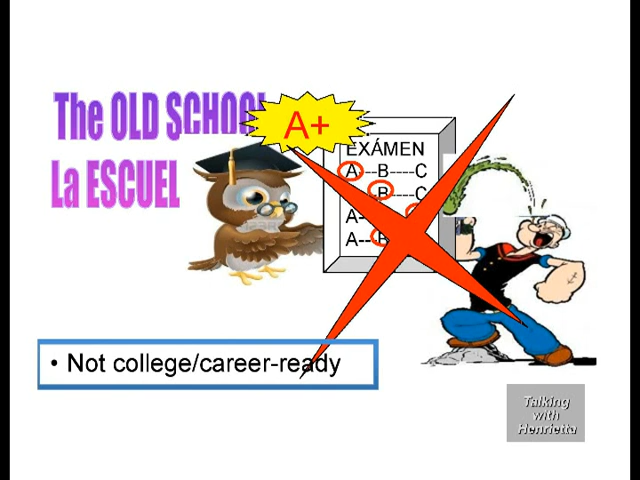 The OLD SCHOOL
La ESCUEL
A+
EXÁMEN
A---B----C
B----C
A--
A---B
• Not college/career-ready
Talking
with
Henrietta